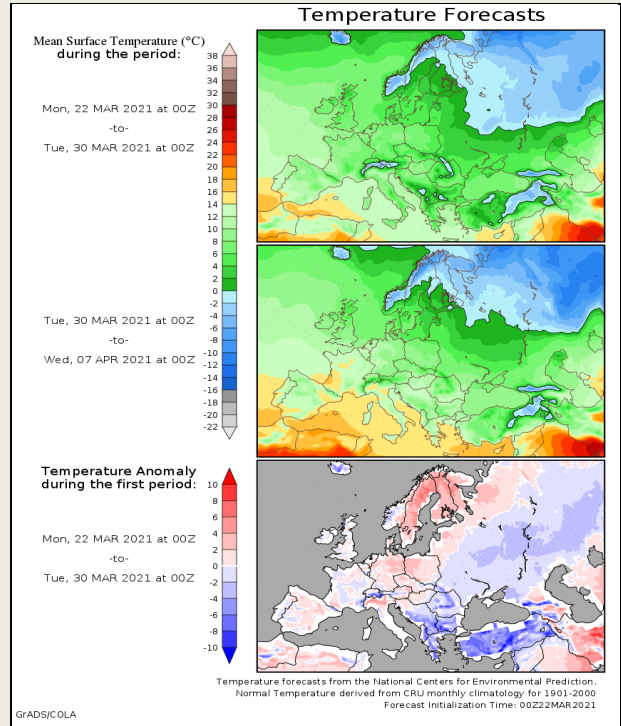 Temperature Forecasts
Mean Surface Temperature (°C)
during the period:
Mon, 22 MAR 2021 at 00Z
-to-
Tue, 30 MAR 2021 at 00Z
38
36
34
32
30
28
26
24
22
20
18
16
14
12
10
8
6
4
2
0
-2
-4
-6
-8
-10
-12
-14
-16
-18
-20
-22
Tue, 30 MAR 2021 at 00Z
-to-
Wed, 07 APR 2021 at 00Z
Temperature Anomaly
during the first period:
Mon, 22 MAR 2021 at 00Z
-to-
Tue, 30 MAR 2021 at 00Z
10
8
6
4
2
0
-2
-4
-6
-8
-10
Temperature forecasts from the National Centers for Environmental Prediction.
Normal Temperature derived from CRU monthly climatology for 1901-2000
Forecast Initialization Time: 00Z22MAR2021
GrADS/COLA